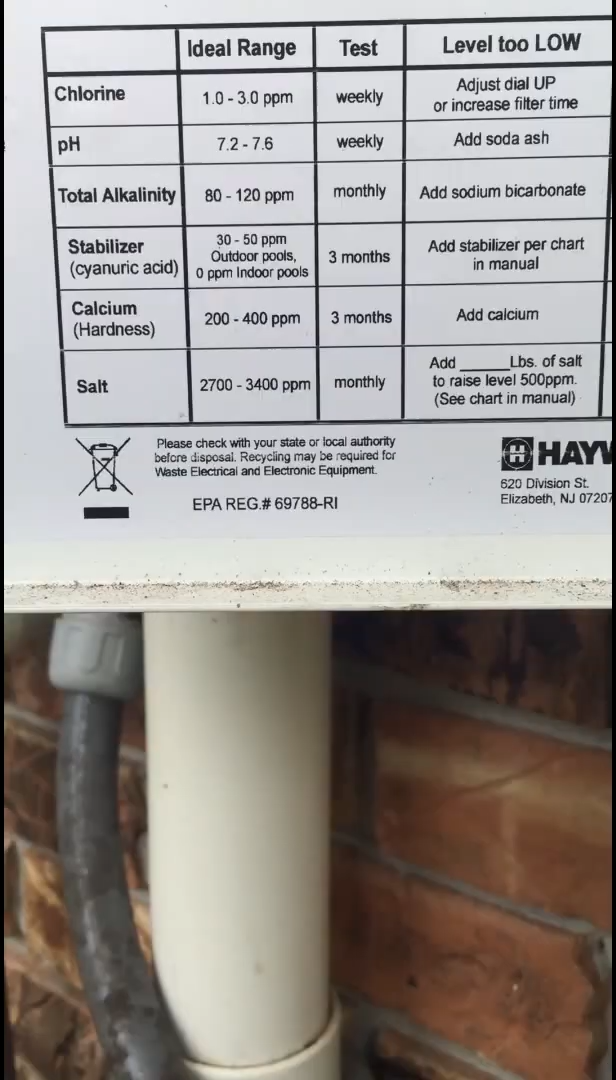 Ideal Range Test Level too LOW
Chlorine 1.0 - 3.0 ppm weekly Adjust dial UP
or increase filter time
pH 7.2 - 7.6 weekly Add soda ash
Total Alkalinity 80 - 120 ppm monthly Add sodium bicarbonate
Stabilizer
(cyanuric acid)
30 - 50 ppm
Outdoor pools,
0 ppm Indoor pools
3 months
Add stabilizer per chart
in manual
Calcium
(Hardness)
200 - 400 ppm
3 months
Add calcium
Salt
2700 - 3400 ppm
monthly
Add ______Lbs. of salt
to raise level 500ppm.
(See chart in manual)
Please check with your state or local authority
before disposal. Recycling may be required for
Waste Electrical and Electronic Equipment.
EPA REG.# 69788-RI
HAYW
620 Division St.
Elizabeth, NJ 07207